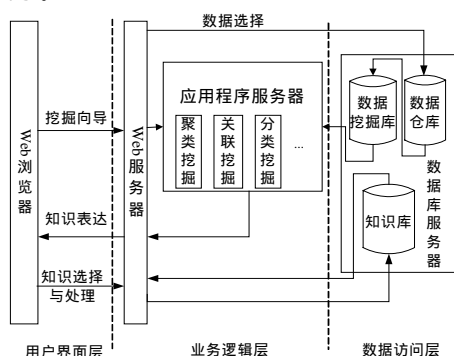 数据选择
Web浏览器
挖掘向导
知识表达
知识选择
与处理
Web服务器
应用程序服务器
聚类挖掘
关联挖掘
分类挖掘
...
数据
挖掘库
数据
仓库
知识库
数据库服务器
用户界面层
业务逻辑层
数据访问层